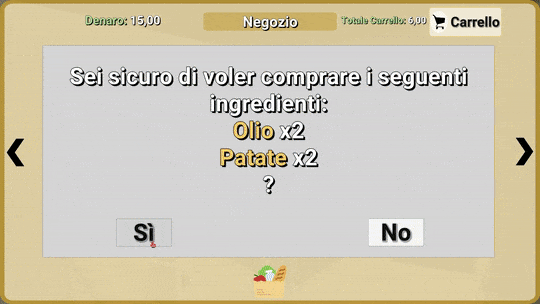 Denaro: 15,00
Negozio
Totale Carrello: 6,00
Carrello
Sei sicuro di voler comprare i seguenti
ingredienti:
Olio x2
Patate x2
?
Sì
No